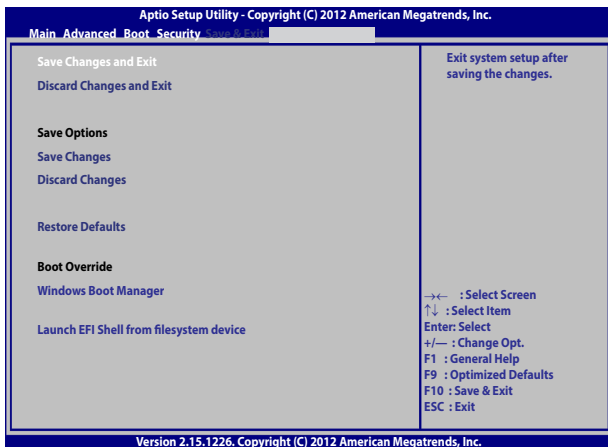 Aptio Setup Utility - Copyright (C) 2012 American Megatrends, Inc.
Main Advanced Boot Security Save & Exit
Save Changes and Exit
Discard Changes and Exit
Save Options
Save Changes
Discard Changes
Restore Defaults
Boot Override
Windows Boot Manager
Launch EFI Shell from filesystem device
Exit system setup after
saving the changes.
→← : Select Screen
↑↓ : Select Item
Enter: Select
+/— : Change Opt.
F1 : General Help
F9 : Optimized Defaults
F10 : Save & Exit
ESC : Exit
Version 2.15.1226. Copyright (C) 2012 American Megatrends, Inc.